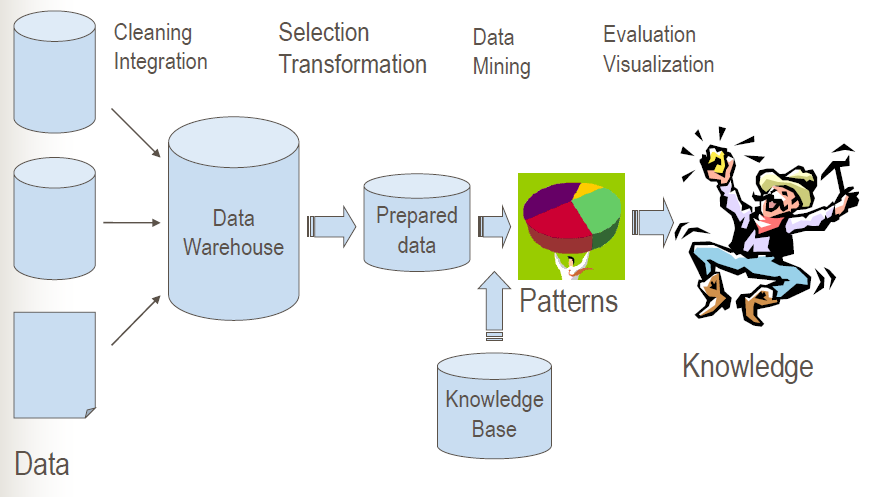 Cleaning
Integration
Selection
Transformation
Data
Mining
Evaluation
Visualization
Data
Warehouse
Prepared
data
Patterns
Knowledge
Base
Knowledge
Data